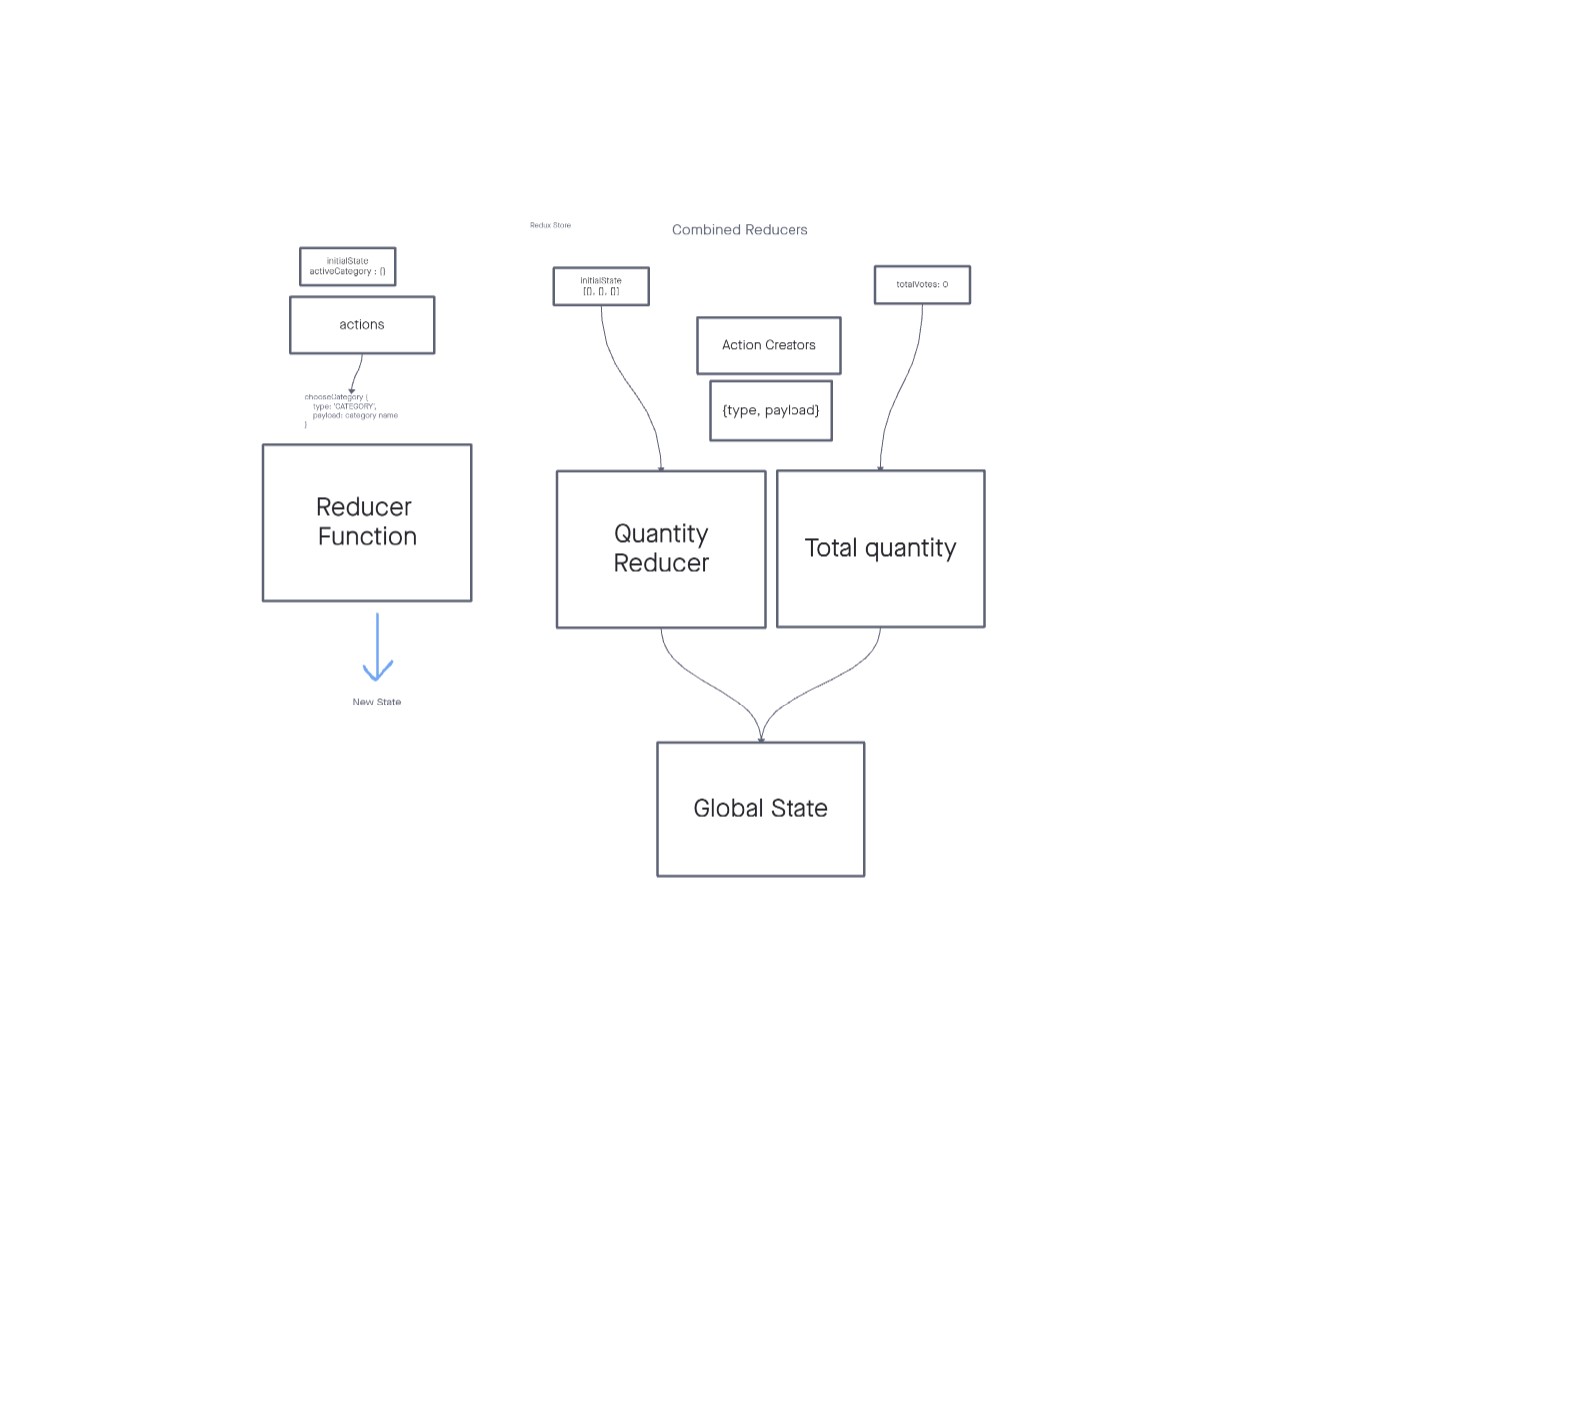 Redux Store
Combined Reducers
initialState
activeCategory : {}
actions
chooseCategory {
type: 'CATEGORY',
payload: category name
}
Reducer
Function
New State
initialState
[{}, {}, {}]
totalVotes: 0
Action Creators
{type, payload}
Quantity
Reducer
Total quantity
Global State